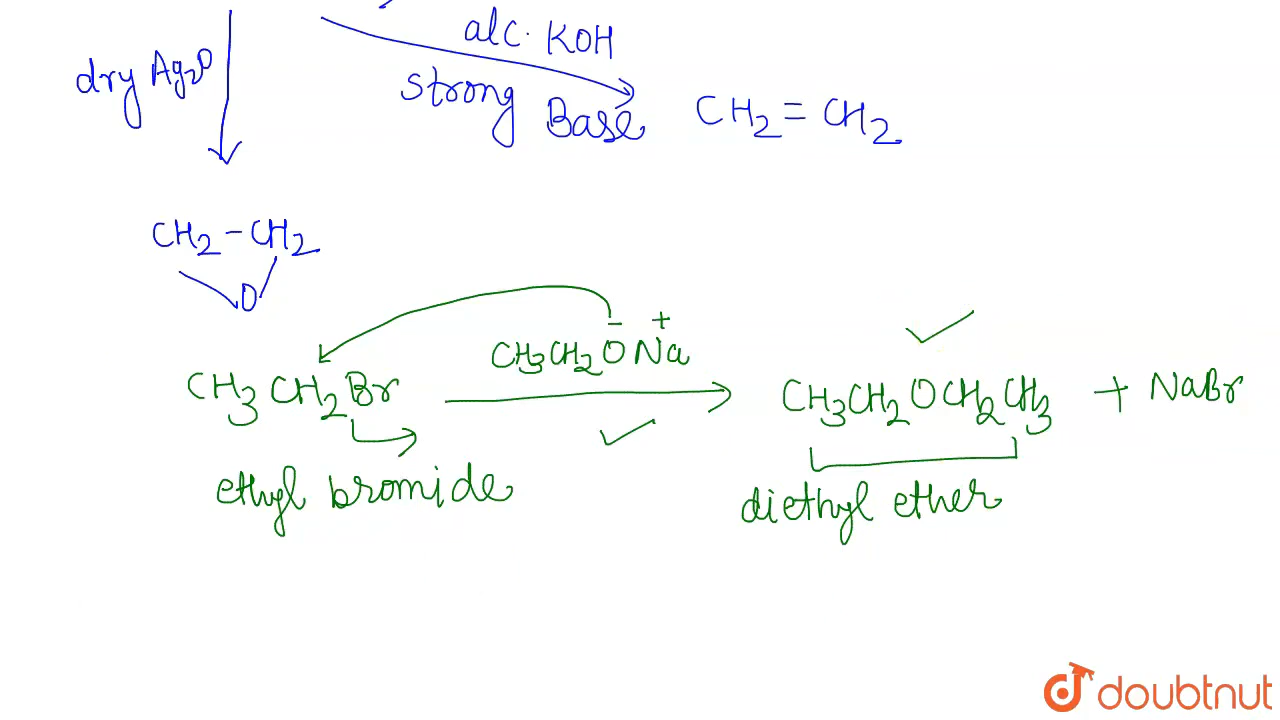 alc. KOH
dry Ag2O
Strong Base
CH2=CH2
CH2-CH2
O
CH3CH2O⁻Na⁺
CH3CH2Br
CH3CH2OCH2CH3 + NaBr
ethyl bromide
diethyl ether
doubtnut